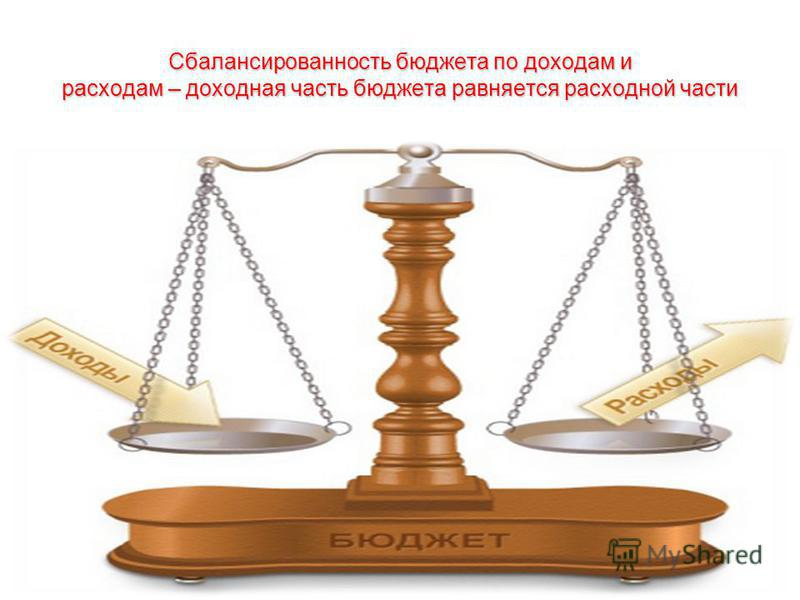 Сбалансированность бюджета по доходам и
расходам – доходная часть бюджета равняется расходной части
Доходы
Расходы
БЮДЖЕТ
MyShared